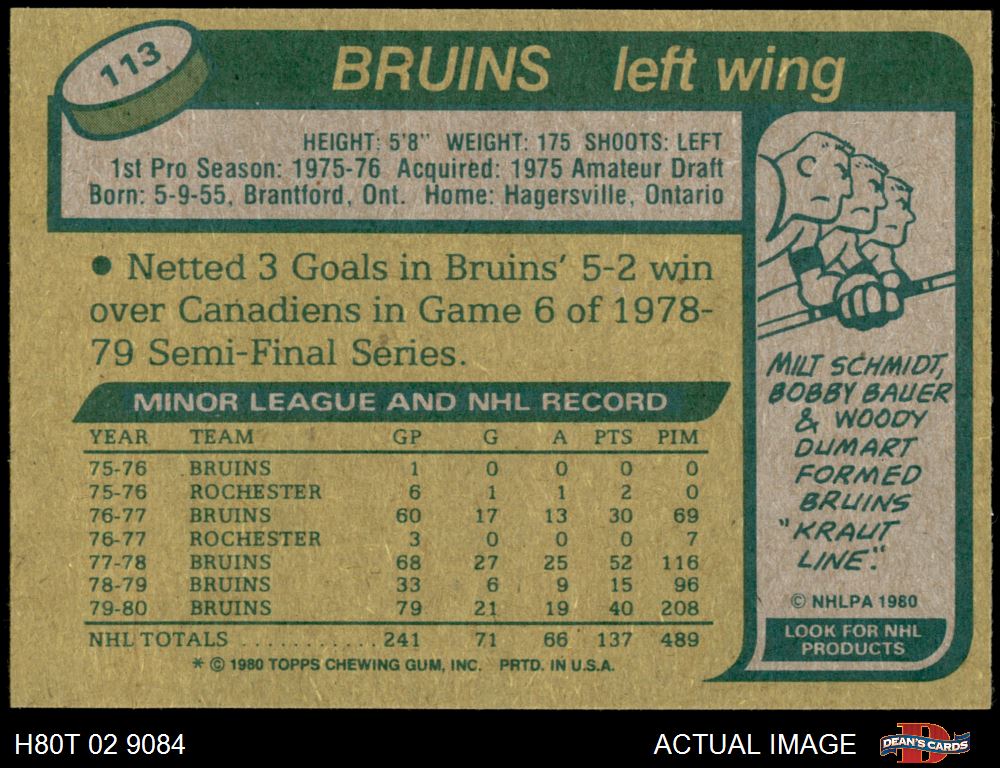 113
BRUINS left wing
HEIGHT: 5'8" WEIGHT: 175 SHOOTS: LEFT
1st Pro Season: 1975-76 Acquired: 1975 Amateur Draft
Born: 5-9-55, Brantford, Ont. Home: Hagersville, Ontario
● Netted 3 Goals in Bruins' 5-2 win
over Canadiens in Game 6 of 1978-
79 Semi-Final Series.
MINOR LEAGUE AND NHL RECORD
YEAR TEAM GP G A PTS PIM
75-76 BRUINS 1 0 0 0 0
75-76 ROCHESTER 6 1 1 2 0
76-77 BRUINS 60 17 13 30 69
76-77 ROCHESTER 3 0 0 0 7
77-78 BRUINS 68 27 25 52 116
78-79 BRUINS 33 6 9 15 96
79-80 BRUINS 79 21 19 40 208
NHL TOTALS ........... 241 71 66 137 489
* © 1980 TOPPS CHEWING GUM, INC. PRTD. IN U.S.A.
C
MILT SCHMIDT,
BOBBY BAUER
& WOODY
DUMART
FORMED
BRUINS
"KRAUT
LINE".
© NHLPA 1980
LOOK FOR NHL
PRODUCTS
H80T 02 9084
ACTUAL IMAGE
DEAN'S CARDS